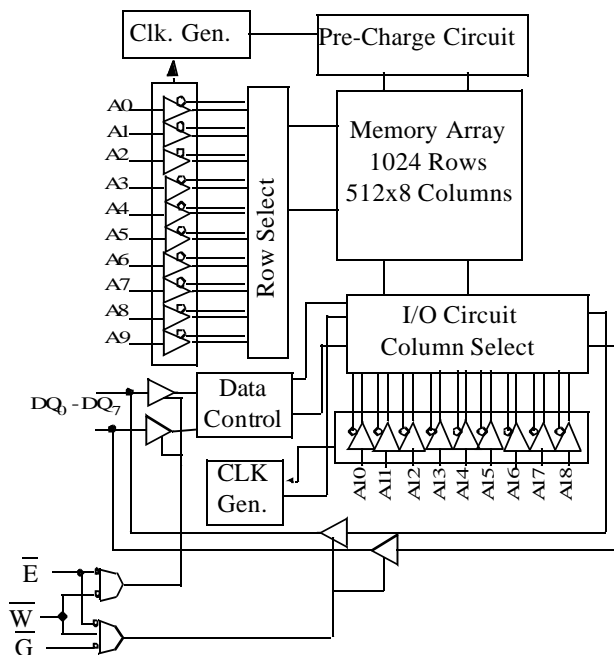 Clk. Gen.
Pre-Charge Circuit
A0
A1
A2
A3
A4
A5
A6
A7
A8
A9
Row Select
Memory Array
1024 Rows
512x8 Columns
I/O Circuit
Column Select
DQ0 - DQ7
Data
Control
CLK
Gen.
A10
A11
A12
A13
A14
A15
A16
A17
A18
E
W
G